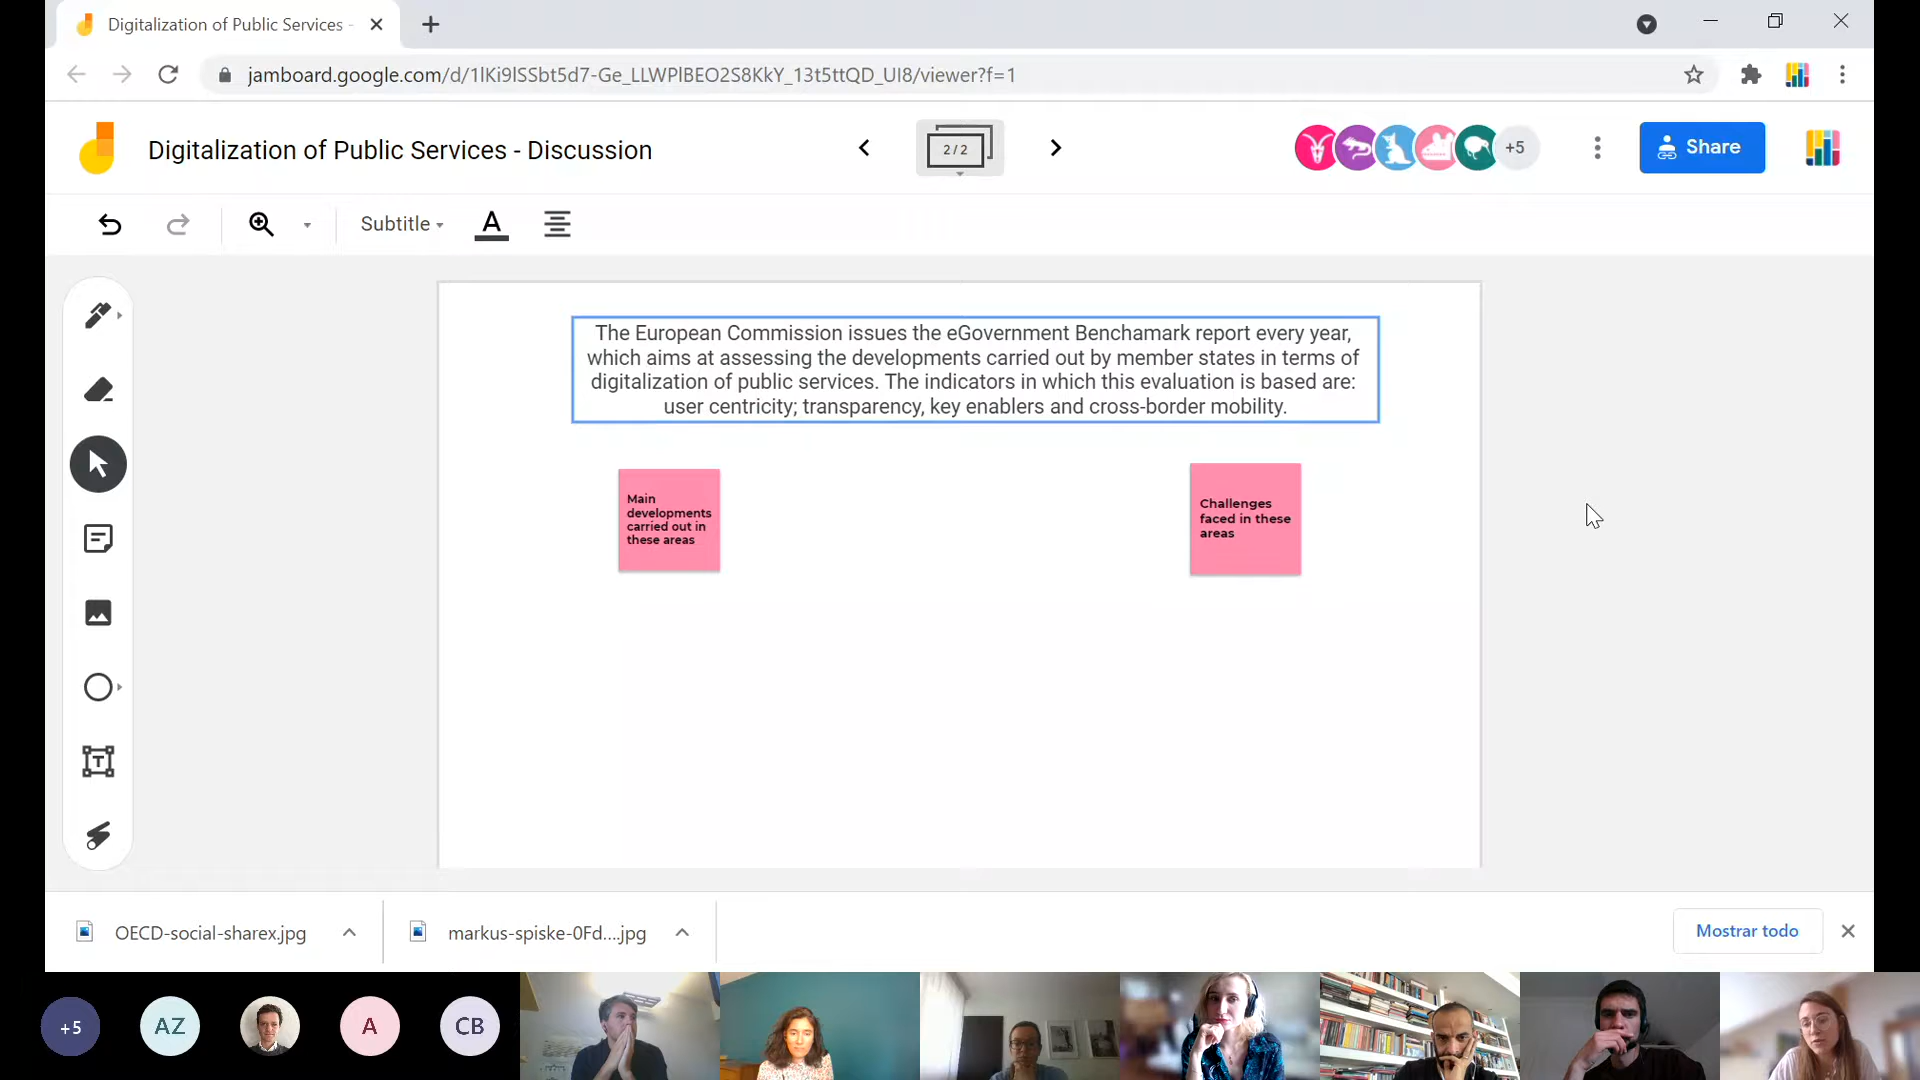 Digitalization of Public Services -
jamboard.google.com/d/1lKi9lSSbt5d7-Ge_LLWPlBEO2S8KkY_13t5ttQD_UI8/viewer?f=1
Digitalization of Public Services - Discussion
2 / 2
+5
Share
Subtitle
A
The European Commission issues the eGovernment Benchamark report every year,
which aims at assessing the developments carried out by member states in terms of
digitalization of public services. The indicators in which this evaluation is based are:
user centricity; transparency, key enablers and cross-border mobility.
Main
developments
carried out in
these areas
Challenges
faced in these
areas
T
OECD-social-sharex.jpg
markus-spiske-0Fd....jpg
Mostrar todo
+5
AZ
A
CB